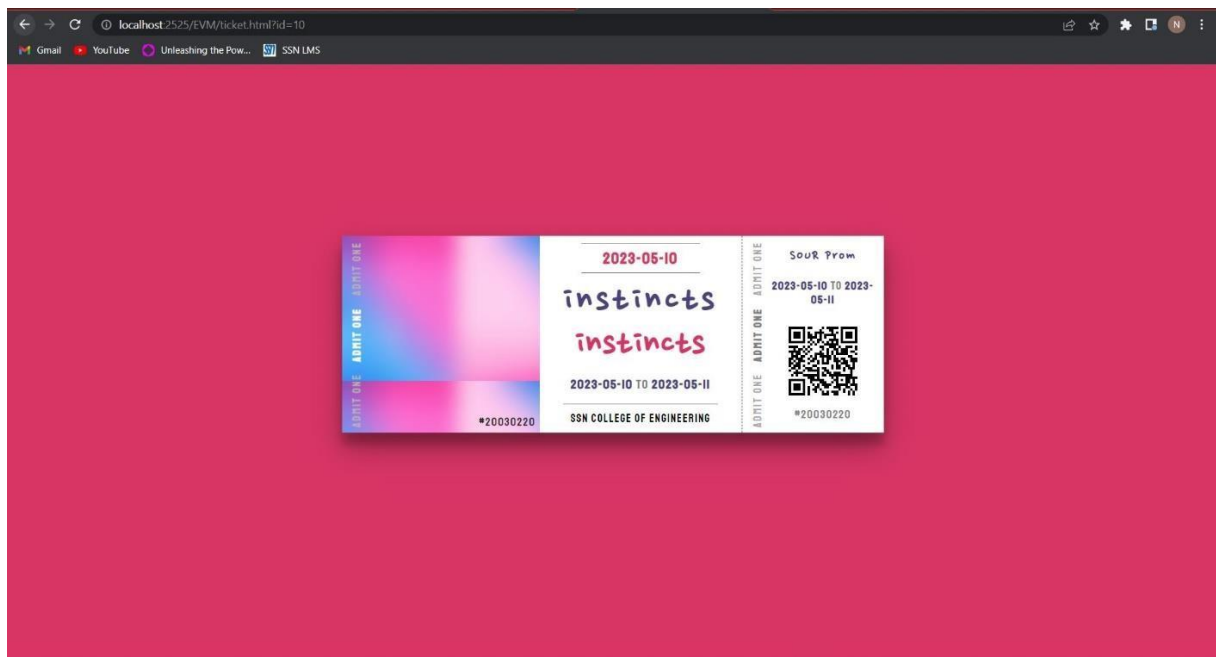 localhost:2525/EVM/ticket.html?id=10
N
Gmail YouTube Unleashing the Pow... SSN LMS
ADMIT ONE
ADMIT ONE
ADMIT ONE
#20030220
2023-05-10
instincts
instincts
2023-05-10 TO 2023-05-11
SSN COLLEGE OF ENGINEERING
ADMIT ONE
ADMIT ONE
ADMIT ONE
SOUR Prom
2023-05-10 TO 2023-
05-11
#20030220